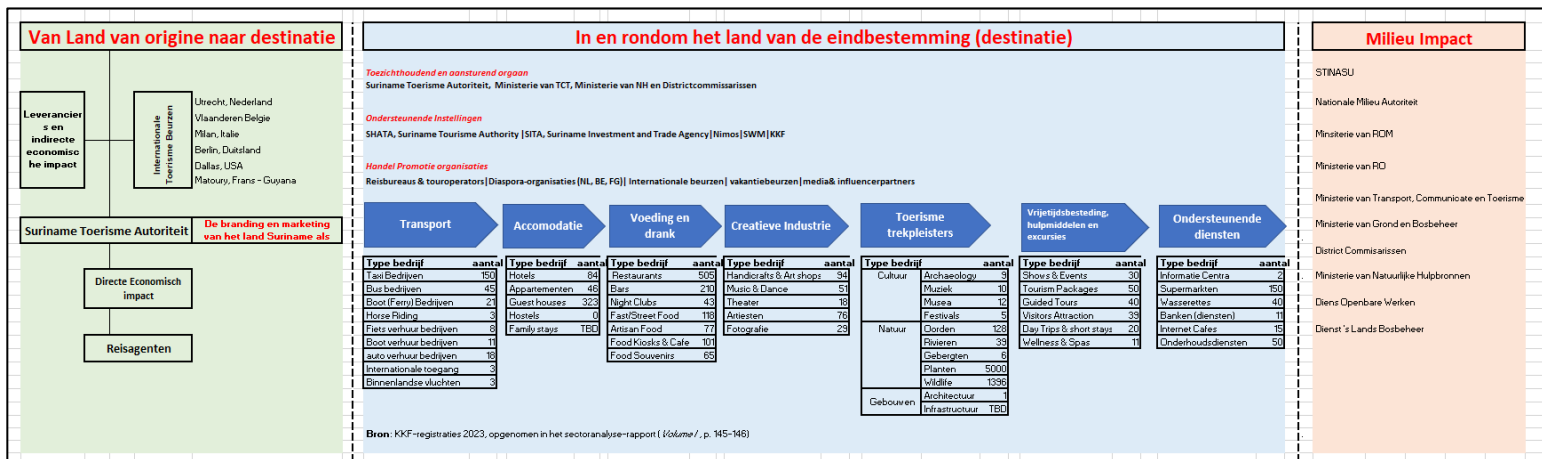 Van Land van origine naar destinatie
Leveranciers en indirecte economische impact
Internationale Toerisme Beurzen
Utrecht, Nederland
Vlaanderen Belgie
Milan, Italie
Berlin, Duitsland
Dallas, USA
Matoury, Frans - Guyana
Suriname Toerisme Autoriteit
De branding en marketing van het land Suriname als
Directe Economisch impact
Reisagenten
In en rondom het land van de eindbestemming (destinatie)
Toezichthoudend en aansturend orgaan
Suriname Toerisme Autoriteit, Ministerie van TCT, Ministerie van NH en Districtcommissarissen
Ondersteunende Instellingen
SHATA, Suriname Tourisme Authority |SITA, Suriname Investment and Trade Agency|Nimos|SWM|KKF
Handel Promotie organisaties
Reisbureaus & touroperators|Diaspora-organisaties (NL, BE, FG)| Internationale beurzen| vakantiebeurzen|media& influencerpartners
Transport
Type bedrijf aantal
Taxi Bedrijven 150
Bus bedrijven 45
Boot (Ferry) Bedrijven 21
Horse Riding 3
Fiets verhuur bedrijven 8
Boot verhuur bedrijven 11
auto verhuur bedrijven 18
Internationale toegang 3
Binnenlandse vluchten 3
Accomodatie
Type bedrijf aantal
Hotels 84
Appartementen 46
Guest houses 323
Hostels 0
Family stays TBD
Voeding en drank
Type bedrijf aantal
Restaurants 505
Bars 210
Night Clubs 43
Fast/Street Food 118
Artisan Food 77
Food Kiosks & Cafe 101
Food Souvenirs 65
Creatieve Industrie
Type bedrijf aantal
Handicrafts & Art shops 94
Music & Dance 51
Theater 18
Artiesten 76
Fotografie 29
Toerisme trekpleisters
Type bedrijf aantal
Cultuur Archaeology 9
Muziek 10
Musea 12
Festivals 5
Natuur Oorden 128
Rivieren 39
Gebergten 6
Planten 5000
Wildlife 1396
Gebouwen Architectuur 1
Infrastructuur TBD
Vrijetijdsbesteding, hulpmiddelen en excursies
Type bedrijf aantal
Shows & Events 30
Tourism Packages 50
Guided Tours 40
Visitors Attraction 39
Day Trips & short stays 20
Wellness & Spas 11
Ondersteunende diensten
Type bedrijf aantal
Informatie Centra 2
Supermarkten 150
Wasserettes 40
Banken (diensten) 11
Internet Cafes 15
Onderhoudsdiensten 50
Bron: KKF-registraties 2023, opgenomen in het sectoranalyse-rapport ( Volume I , p. 145-146)
Milieu Impact
STINASU
Nationale Milieu Autoriteit
Minsiterie van ROM
Ministerie van RO
Ministerie van Transport, Communicate en Toerisme
Ministerie van Grond en Bosbeheer
District Commisarissen
Ministerie van Natuurlijke Hulpbronnen
Diens Openbare Werken
Dienst 's Lands Bosbeheer